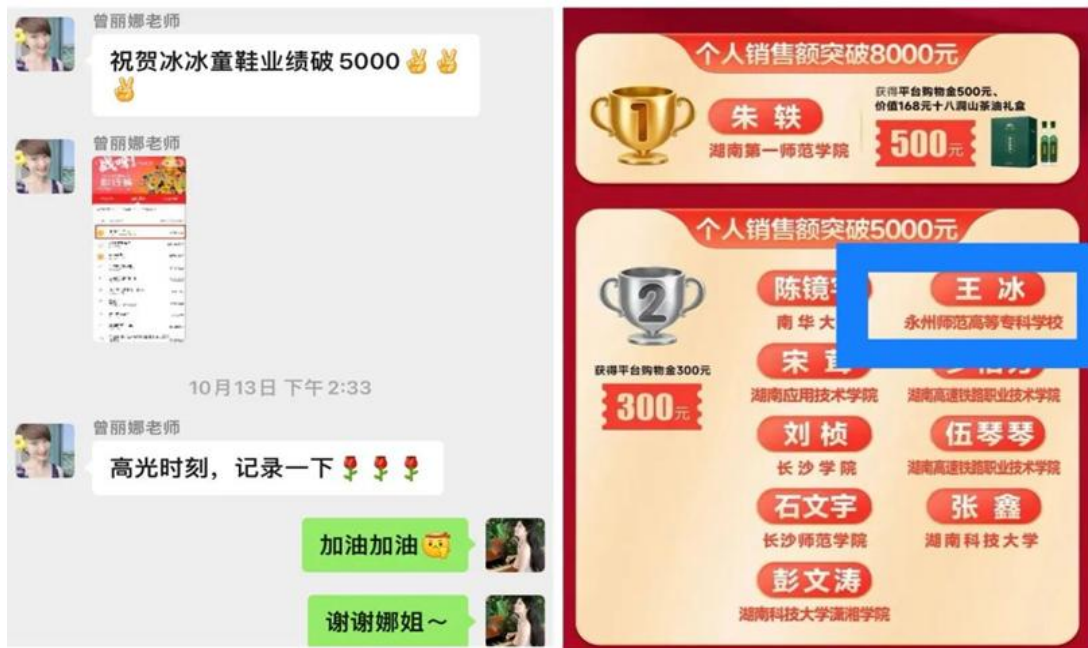 曾丽娜老师
祝贺冰冰童鞋业绩破5000✌️✌️
✌️
曾丽娜老师
10月13日 下午2:33
曾丽娜老师
高光时刻，记录一下🌹🌹🌹
加油加油
谢谢娜姐～
个人销售额突破8000元
1
朱轶
湖南第一师范学院
获得平台购物金500元、
价值168元十八洞山茶油礼盒
500元
个人销售额突破5000元
2
获得平台购物金300元
300元
陈镜
南华大
王冰
永州师范高等专科学校
宋
湖南应用技术学院
湖南高速铁路职业技术学院
刘桢
长沙学院
伍琴琴
湖南高速铁路职业技术学院
石文宇
长沙师范学院
张鑫
湖南科技大学
彭文涛
湖南科技大学潇湘学院